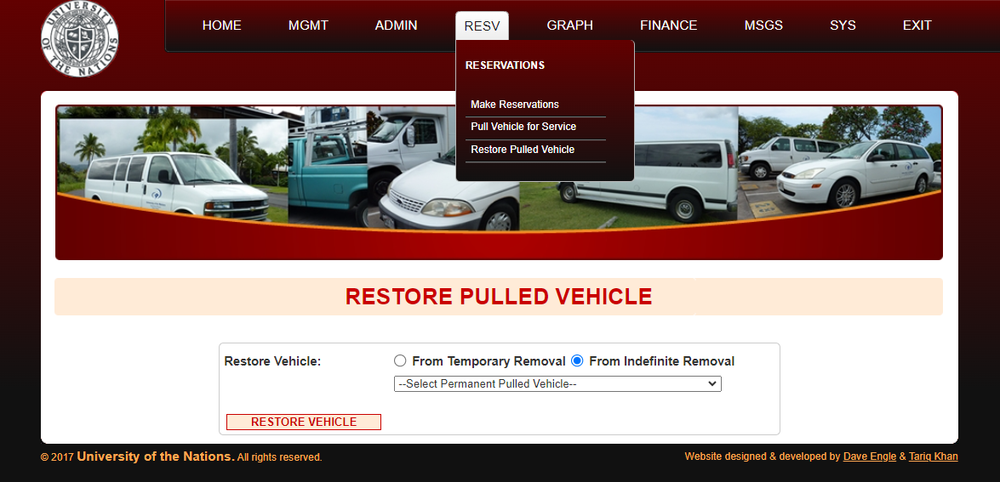 UNIVERSITY OF THE NATIONS
HOME MGMT ADMIN RESV GRAPH FINANCE MSGS SYS EXIT
RESERVATIONS
Make Reservations
Pull Vehicle for Service
Restore Pulled Vehicle
RESTORE PULLED VEHICLE
Restore Vehicle: From Temporary Removal From Indefinite Removal
--Select Permanent Pulled Vehicle--
RESTORE VEHICLE
© 2017 University of the Nations. All rights reserved. Website designed & developed by Dave Engle & Tariq Khan